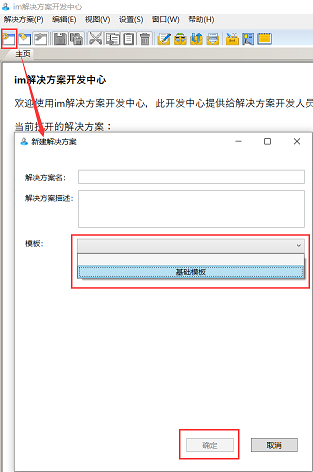 im解决方案开发中心
解决方案(P) 编辑(E) 视图(V) 设置(S) 窗口(W) 帮助(H)
主页
im解决方案开发中心
欢迎使用im解决方案开发中心，此开发中心提供给解决方案开发人员
当前打开的解决方案：
新建解决方案
解决方案名：
解决方案描述：
模板：
基础模板
确定 取消